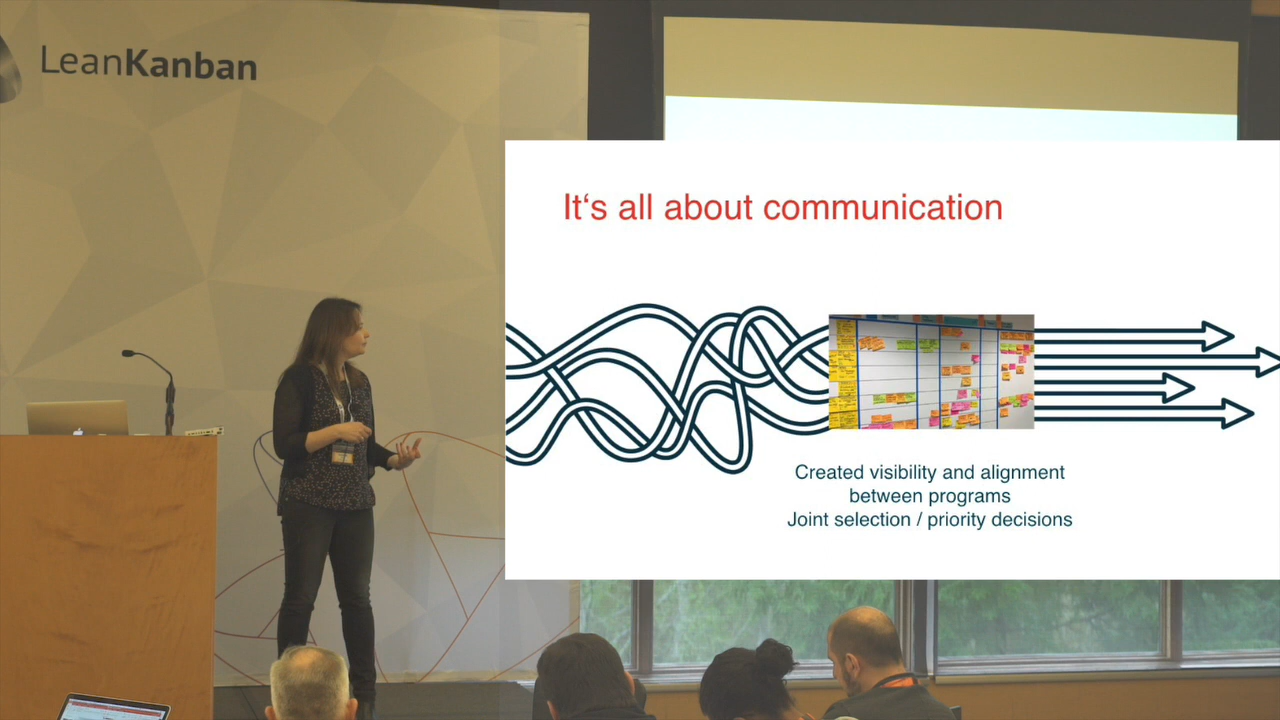 LeanKanban
It‘s all about communication
Created visibility and alignment
between programs
Joint selection / priority decisions